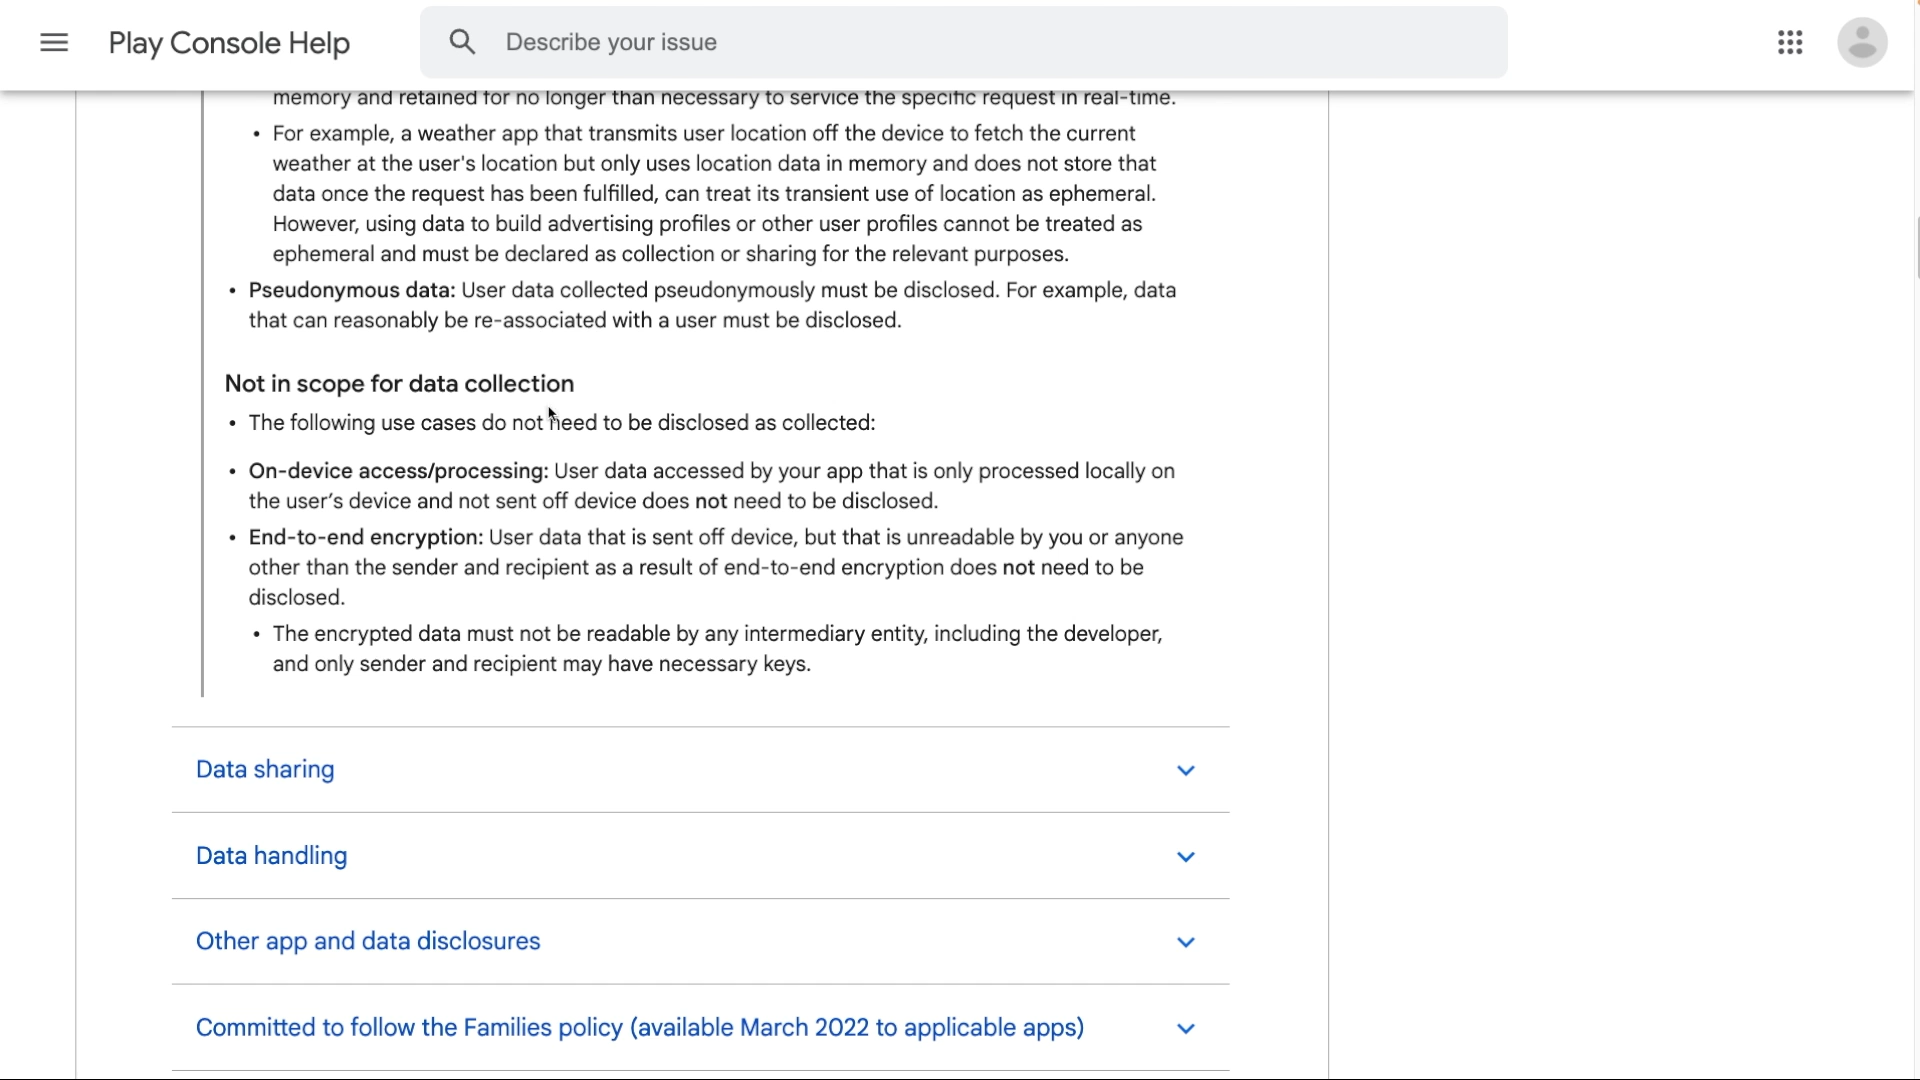 Play Console Help
Describe your issue
memory and retained for no longer than necessary to service the specific request in real-time.
• For example, a weather app that transmits user location off the device to fetch the current
weather at the user's location but only uses location data in memory and does not store that
data once the request has been fulfilled, can treat its transient use of location as ephemeral.
However, using data to build advertising profiles or other user profiles cannot be treated as
ephemeral and must be declared as collection or sharing for the relevant purposes.
• Pseudonymous data: User data collected pseudonymously must be disclosed. For example, data
that can reasonably be re-associated with a user must be disclosed.
Not in scope for data collection
• The following use cases do not need to be disclosed as collected:
• On-device access/processing: User data accessed by your app that is only processed locally on
the user’s device and not sent off device does not need to be disclosed.
• End-to-end encryption: User data that is sent off device, but that is unreadable by you or anyone
other than the sender and recipient as a result of end-to-end encryption does not need to be
disclosed.
• The encrypted data must not be readable by any intermediary entity, including the developer,
and only sender and recipient may have necessary keys.
Data sharing
Data handling
Other app and data disclosures
Committed to follow the Families policy (available March 2022 to applicable apps)